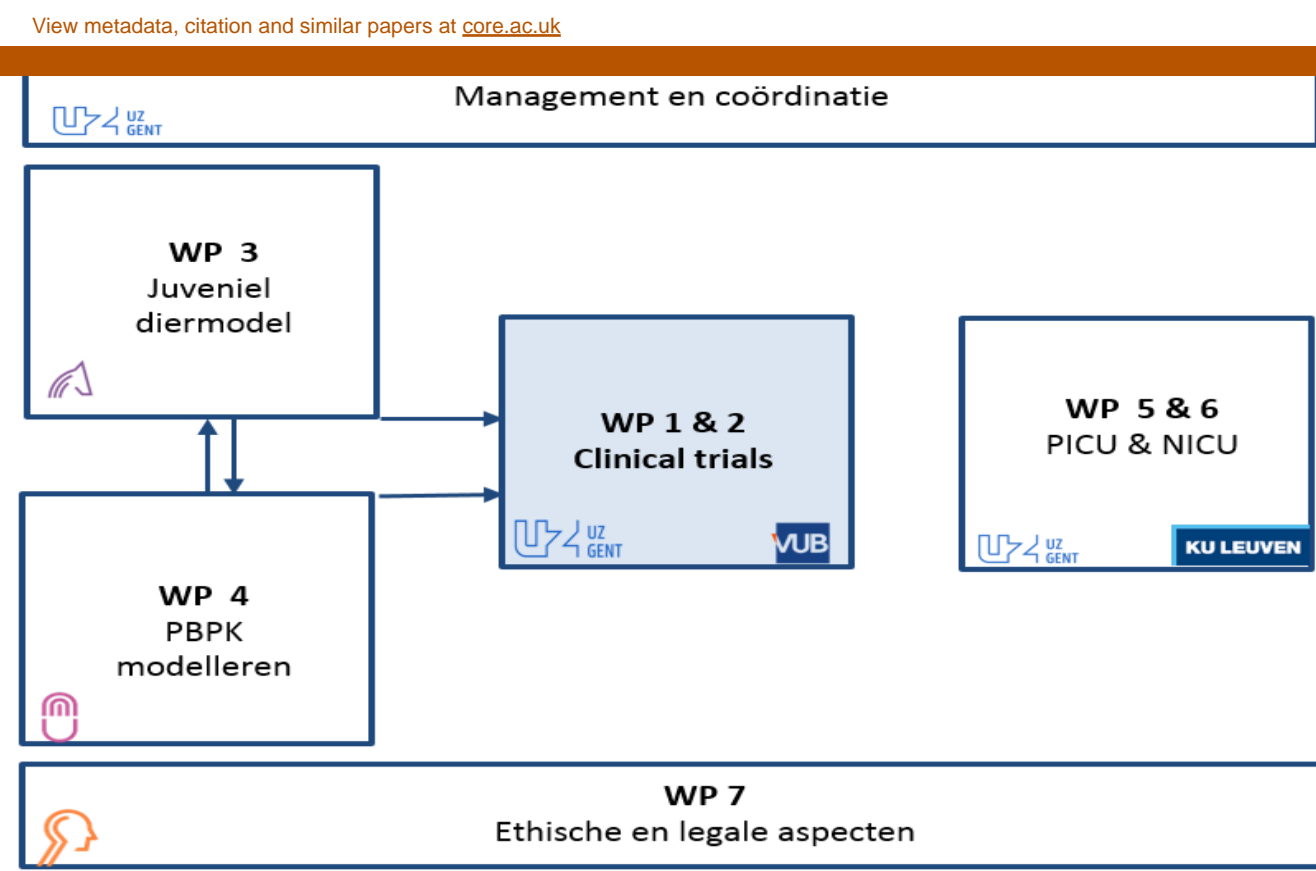 View metadata, citation and similar papers at core.ac.uk
Management en coördinatie
UZ
GENT
WP 3
Juveniel
diermodel
WP 1 & 2
Clinical trials
UZ
GENT
VUB
WP 5 & 6
PICU & NICU
UZ
GENT
KU LEUVEN
WP 4
PBPK
modelleren
WP 7
Ethische en legale aspecten